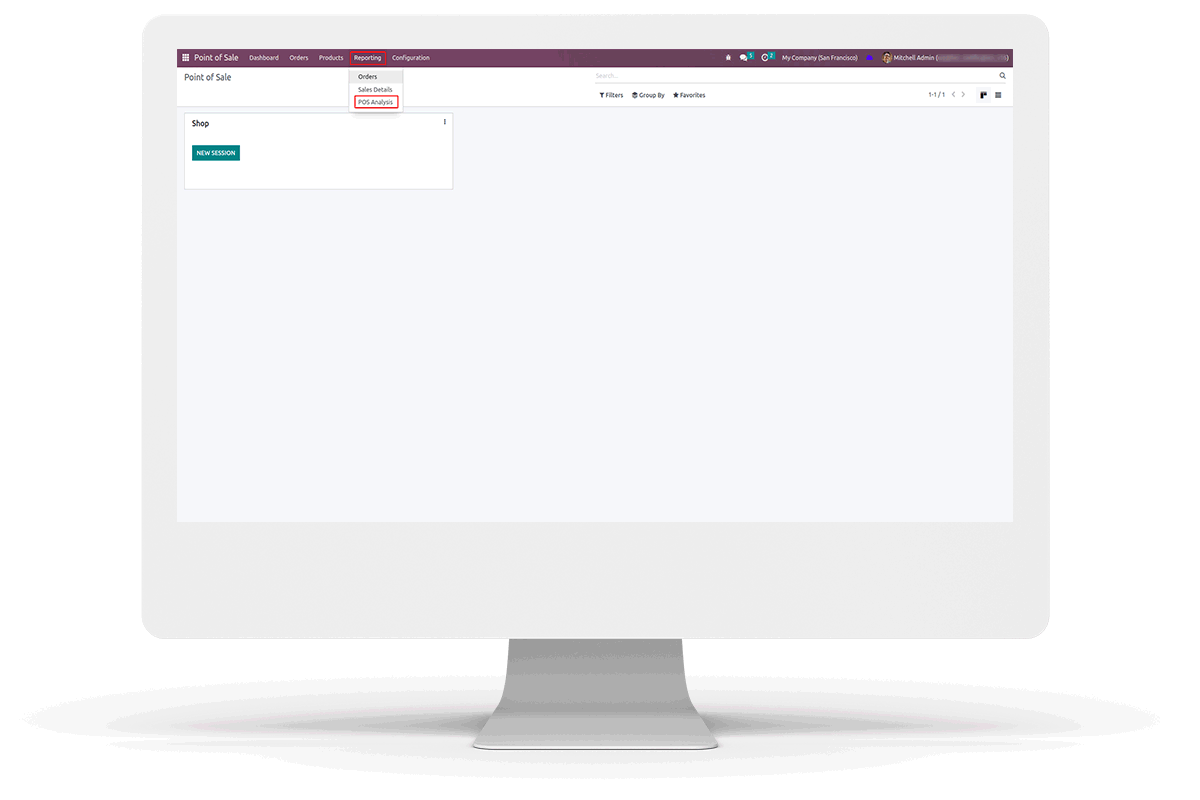 Point of Sale Dashboard Orders Products Reporting Configuration 5 2 My Company (San Francisco) Mitchell Admin (
Point of Sale
Orders
Sales Details
POS Analysis
Search...
Filters Group By Favorites 1-1 / 1
Shop
NEW SESSION